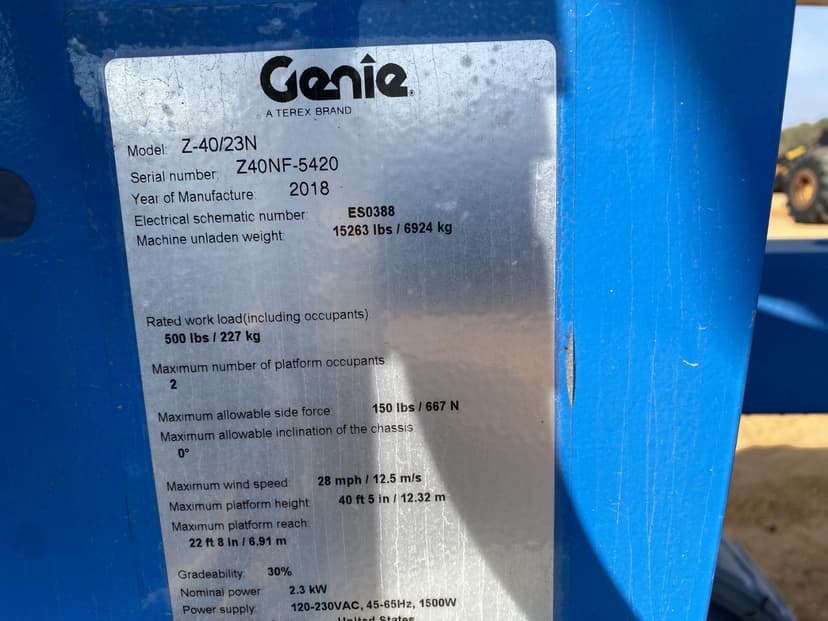 Genie
A TEREX BRAND
Model: Z-40/23N
Serial number: Z40NF-5420
Year of Manufacture: 2018
Electrical schematic number: ES0388
Machine unladen weight: 15263 lbs / 6924 kg
Rated work load(including occupants)
500 lbs / 227 kg
Maximum number of platform occupants
2
Maximum allowable side force: 150 lbs / 667 N
Maximum allowable inclination of the chassis:
0°
Maximum wind speed: 28 mph / 12.5 m/s
Maximum platform height: 40 ft 5 in / 12.32 m
Maximum platform reach:
22 ft 8 in / 6.91 m
Gradeability: 30%
Nominal power: 2.3 kW
Power supply: 120-230VAC, 45-65Hz, 1500W
United States